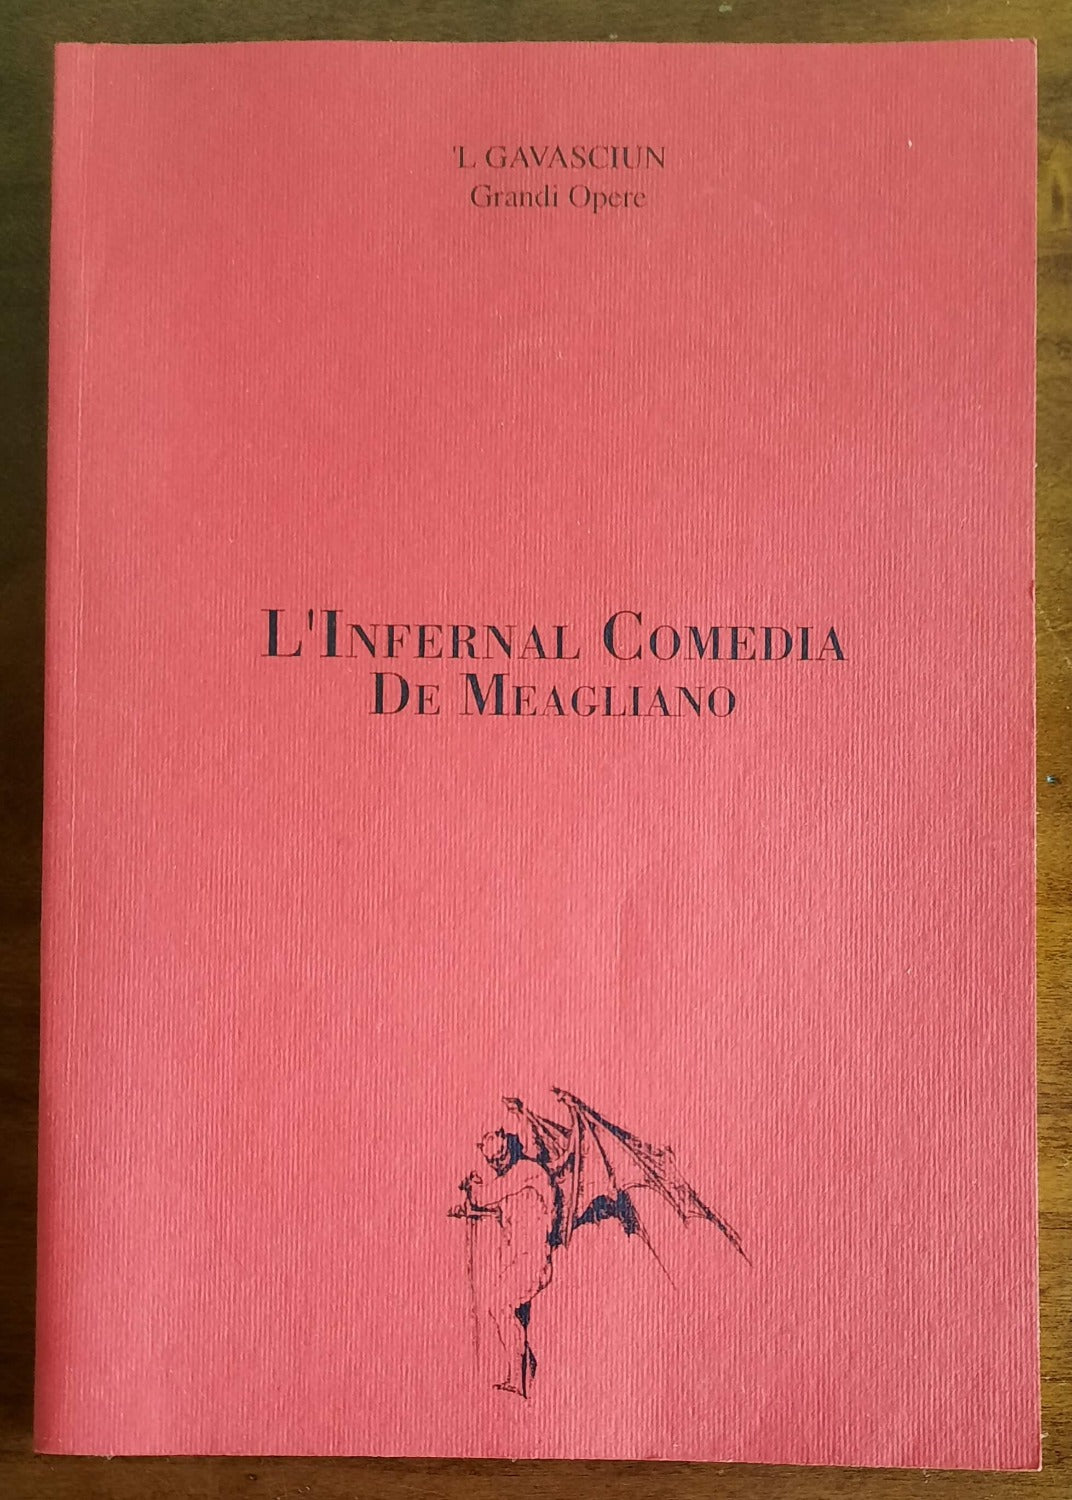 'L GAVASCIUN
Grandi Opere
L'INFERNAL COMEDIA
DE MEAGLIANO